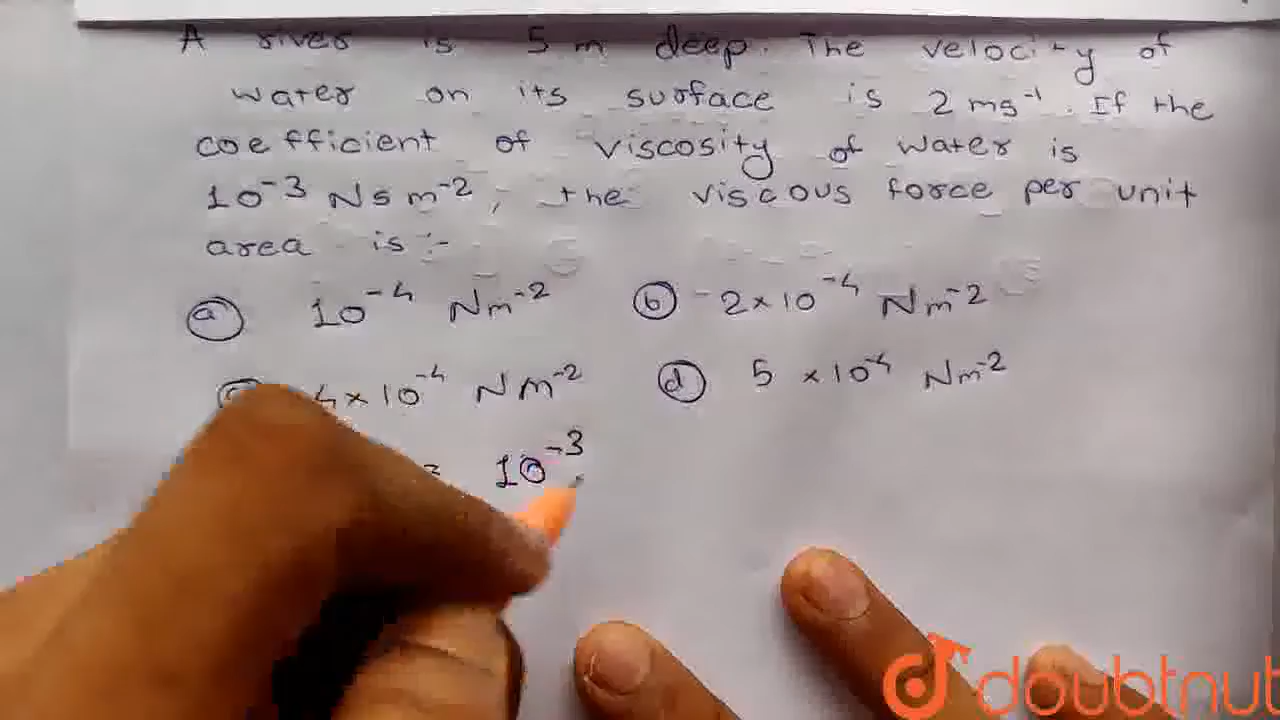 A river is 5 m deep. The velocity of
water on its surface is 2 ms⁻¹. If the
coefficient of viscosity of water is
10⁻³ Nsm⁻², the viscous force per unit
area is :-
(a) 10⁻⁴ Nm⁻² (b) 2×10⁻⁴ Nm⁻²
4×10⁻⁴ Nm⁻² (d) 5 ×10⁻⁴ Nm⁻²
10⁻³
doubtnut